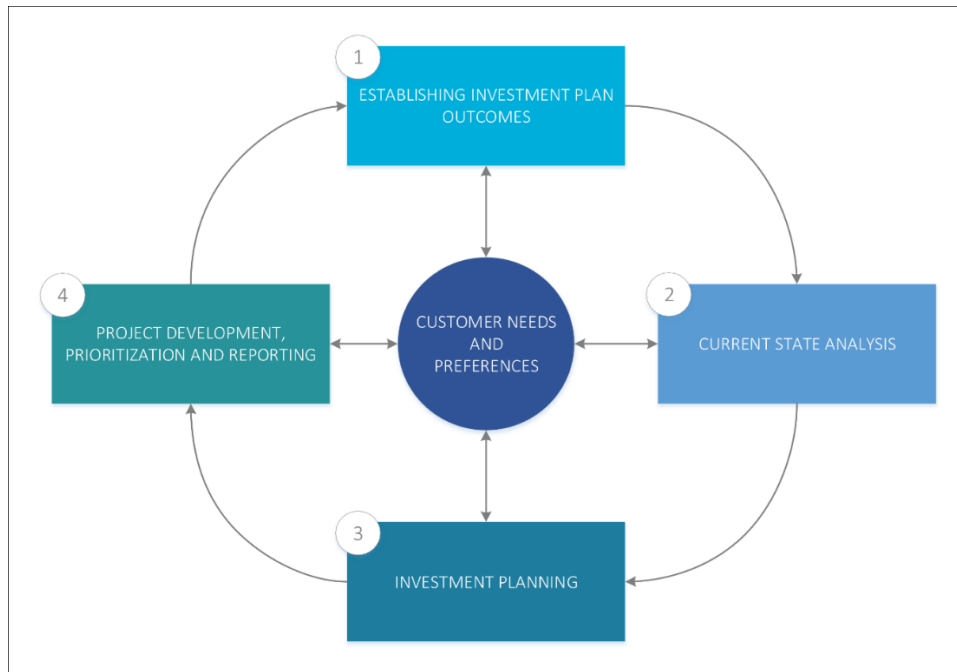 1
ESTABLISHING INVESTMENT PLAN
OUTCOMES
2
CURRENT STATE ANALYSIS
3
INVESTMENT PLANNING
4
PROJECT DEVELOPMENT,
PRIORITIZATION AND REPORTING
CUSTOMER NEEDS
AND
PREFERENCES